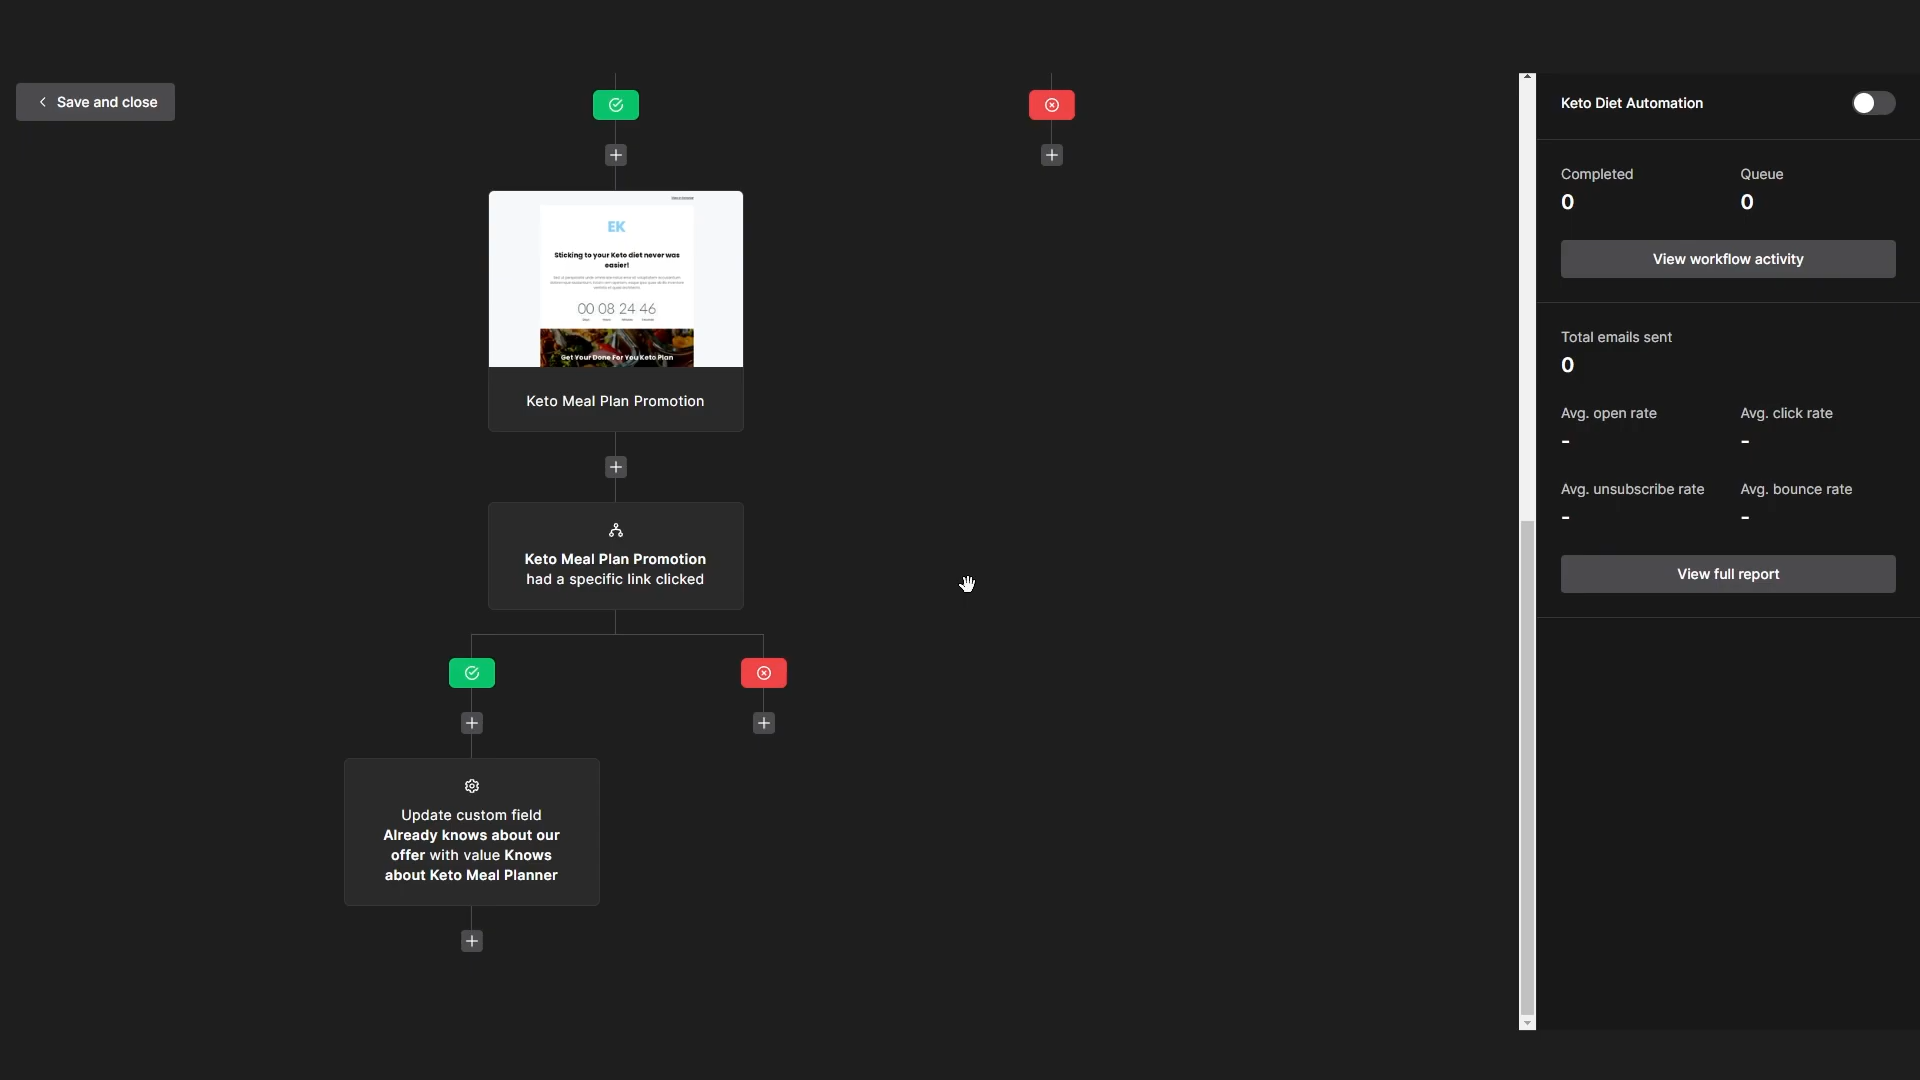 Save and close
EK
Sticking to your Keto diet never was
easier!
00 08 24 46
Get Your Done For You Keto Plan
Keto Meal Plan Promotion
Keto Meal Plan Promotion
had a specific link clicked
Update custom field
Already knows about our
offer with value Knows
about Keto Meal Planner
Keto Diet Automation
Completed
Queue
0
0
View workflow activity
Total emails sent
0
Avg. open rate
Avg. click rate
-
-
Avg. unsubscribe rate
Avg. bounce rate
-
-
View full report